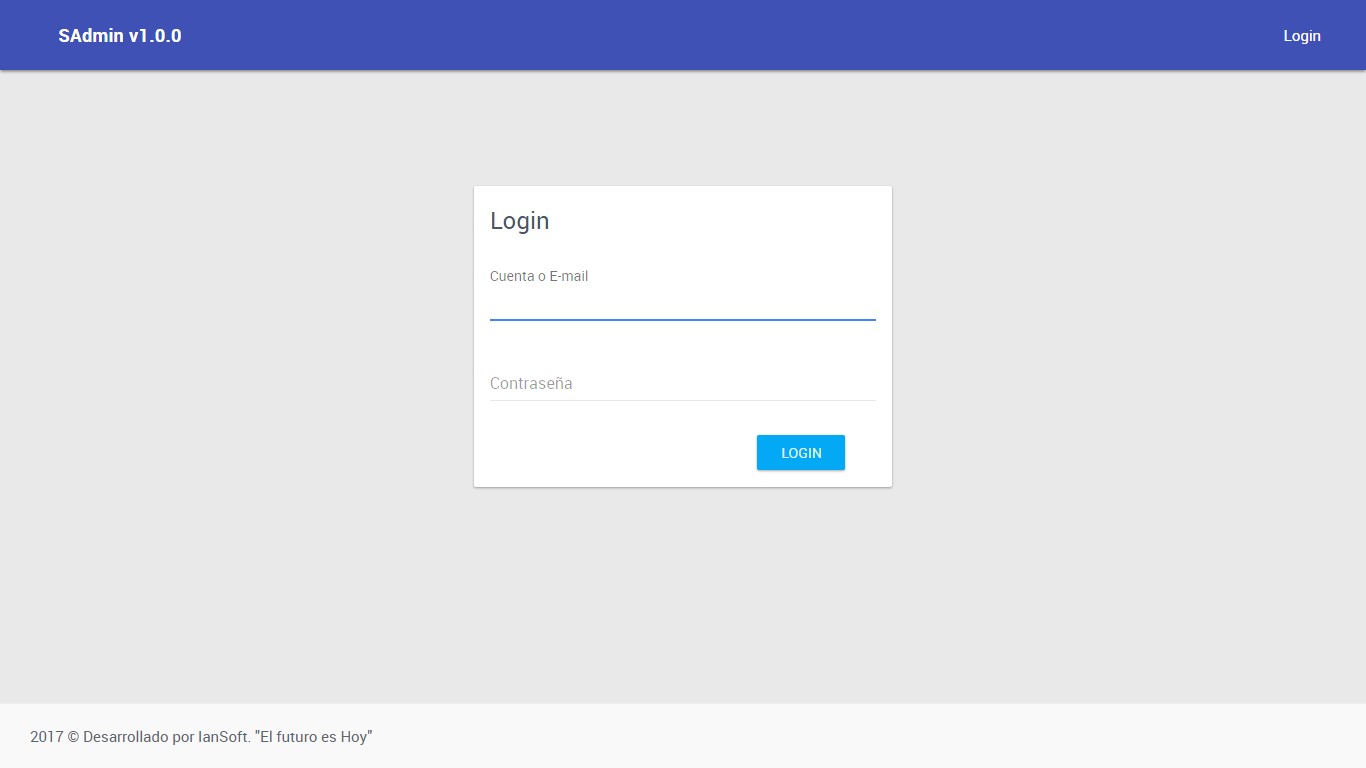 SAdmin v1.0.0
Login
Login
Cuenta o E-mail
Contraseña
LOGIN
2017 © Desarrollado por IanSoft. "El futuro es Hoy"